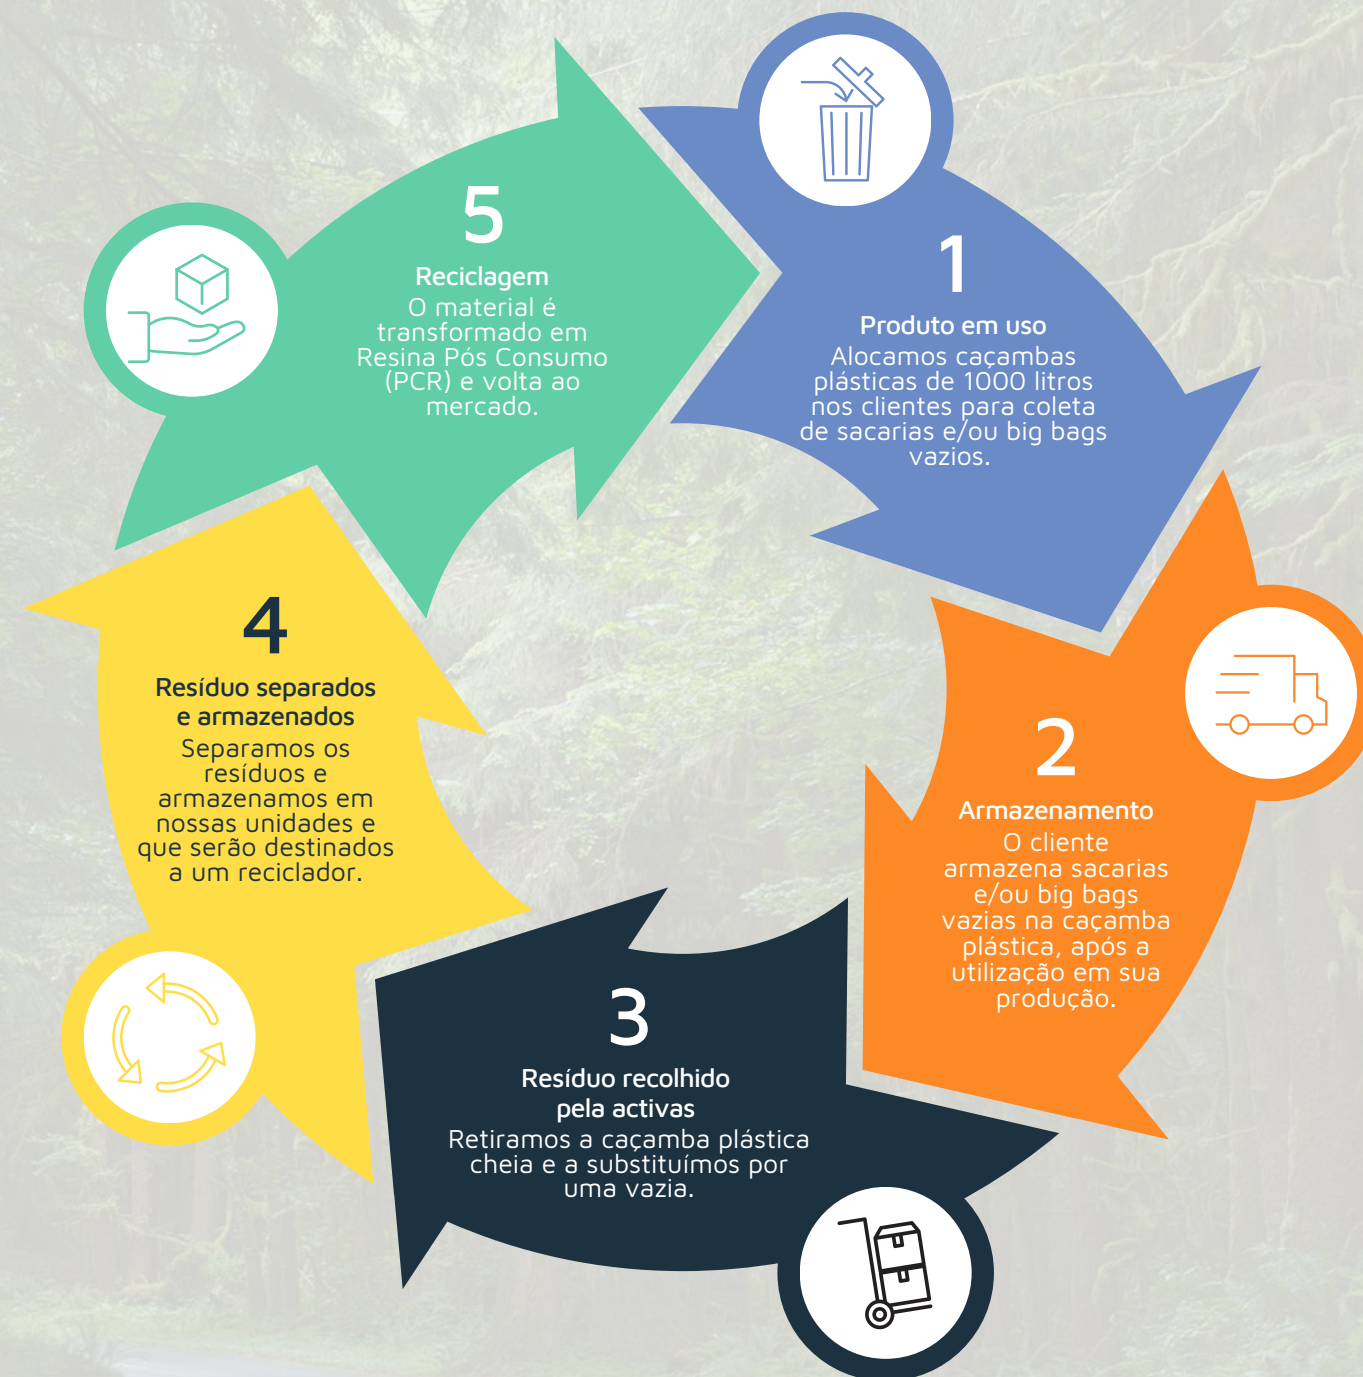 1
Produto em uso
Alocamos caçambas
plásticas de 1000 litros
nos clientes para coleta
de sacarias e/ou big bags
vazios.
2
Armazenamento
O cliente
armazena sacarias
e/ou big bags
vazias na caçamba
plástica, após a
utilização em sua
produção.
3
Resíduo recolhido
pela activas
Retiramos a caçamba plástica
cheia e a substituímos por
uma vazia.
4
Resíduo separados
e armazenados
Separamos os
resíduos e
armazenamos em
nossas unidades e
que serão destinados
a um reciclador.
5
Reciclagem
O material é
transformado em
Resina Pós Consumo
(PCR) e volta ao
mercado.